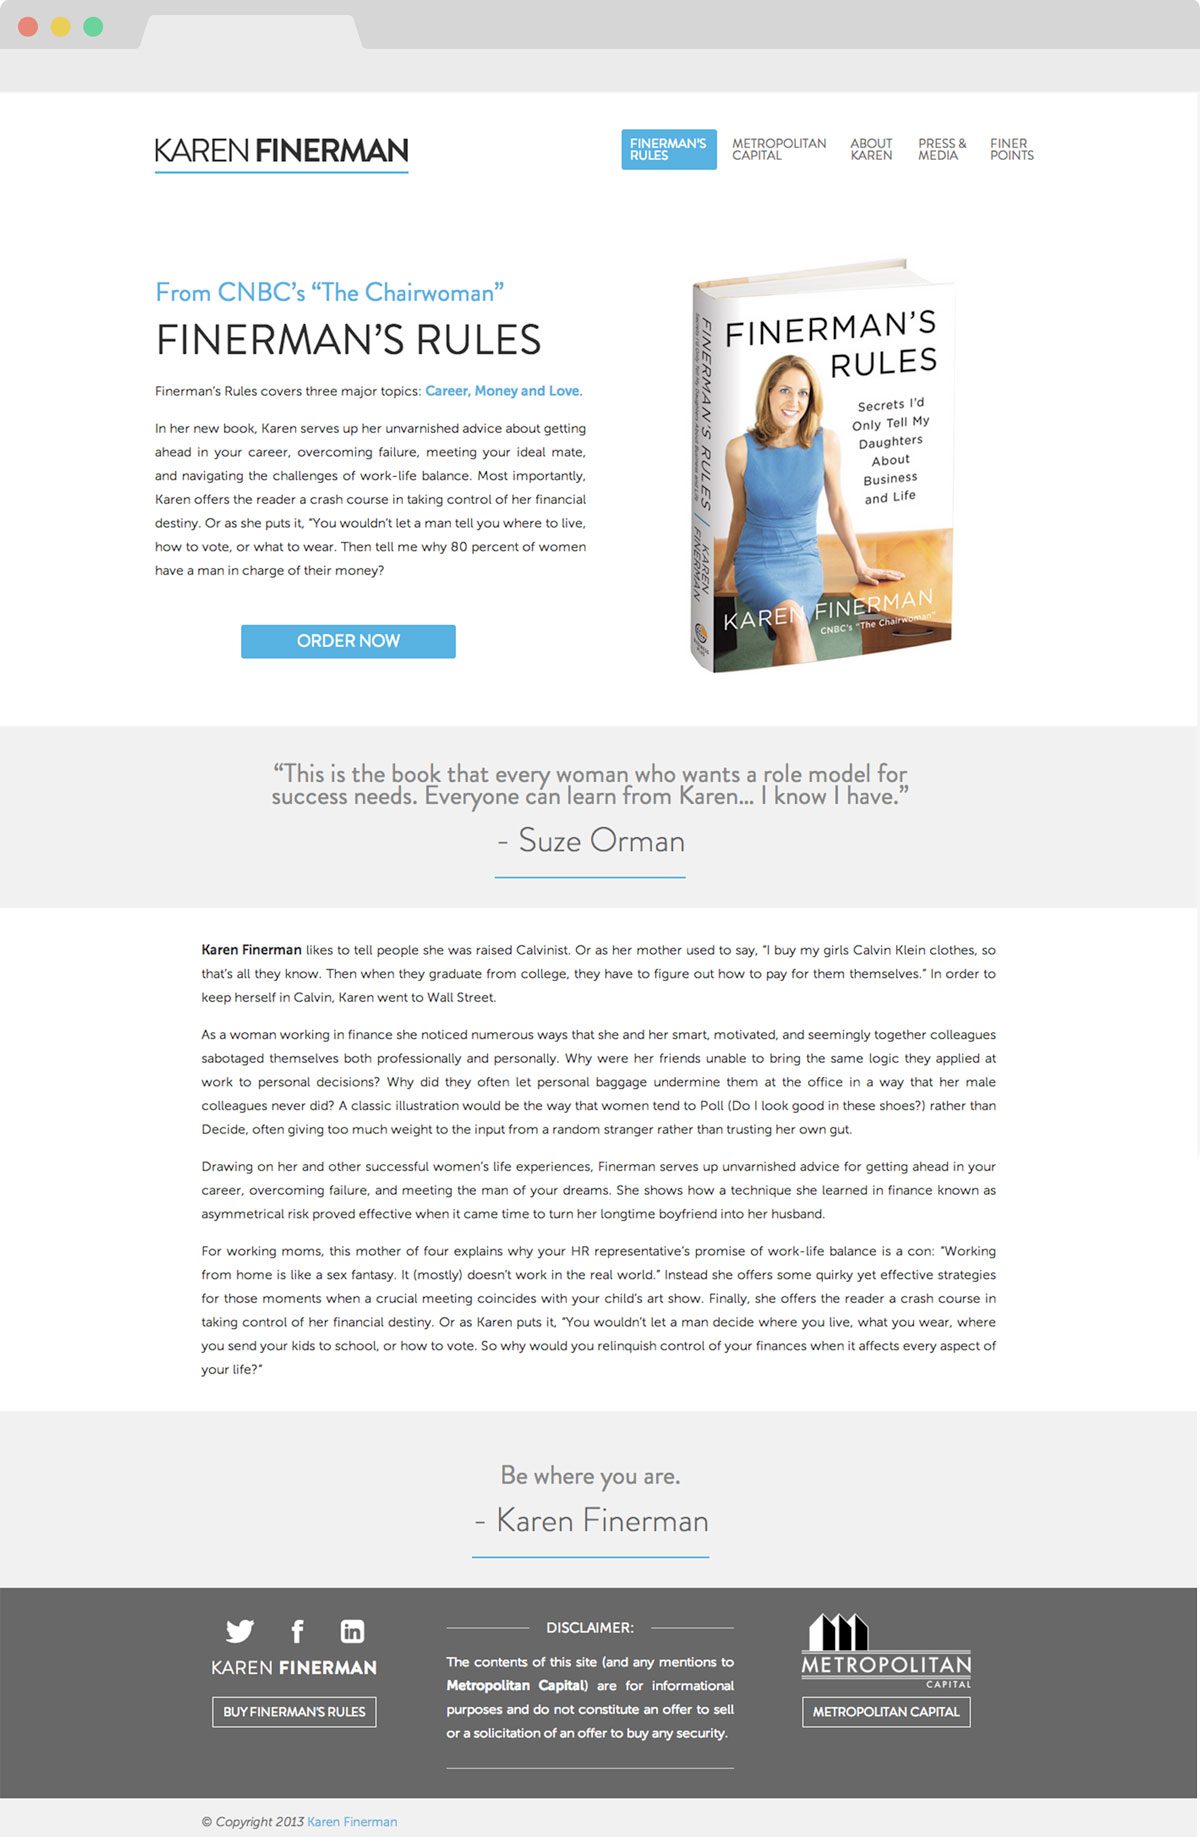 KAREN FINERMAN
FINERMAN'S
RULES
METROPOLITAN
CAPITAL
ABOUT
KAREN
PRESS &
MEDIA
FINER
POINTS
From CNBC's “The Chairwoman”
FINERMAN'S RULES
Finerman's Rules covers three major topics: Career, Money and Love.
In her new book, Karen serves up her unvarnished advice about getting
ahead in your career, overcoming failure, meeting your ideal mate,
and navigating the challenges of work-life balance. Most importantly,
Karen offers the reader a crash course in taking control of her financial
destiny. Or as she puts it, “You wouldn't let a man tell you where to live,
how to vote, or what to wear. Then tell me why 80 percent of women
have a man in charge of their money?
ORDER NOW
FINERMAN'S RULES
Secrets I'd Only Tell My Daughters About Business and Life
KAREN
FINERMAN
FINERMAN'S
RULES
Secrets I'd
Only Tell My
Daughters
About
Business
and Life
KAREN FINERMAN
CNBC's “The Chairwoman”
“This is the book that every woman who wants a role model for
success needs. Everyone can learn from Karen... I know I have.”
- Suze Orman
Karen Finerman likes to tell people she was raised Calvinist. Or as her mother used to say, “I buy my girls Calvin Klein clothes, so
that's all they know. Then when they graduate from college, they have to figure out how to pay for them themselves.” In order to
keep herself in Calvin, Karen went to Wall Street.
As a woman working in finance she noticed numerous ways that she and her smart, motivated, and seemingly together colleagues
sabotaged themselves both professionally and personally. Why were her friends unable to bring the same logic they applied at
work to personal decisions? Why did they often let personal baggage undermine them at the office in a way that her male
colleagues never did? A classic illustration would be the way that women tend to Poll (Do I look good in these shoes?) rather than
Decide, often giving too much weight to the input from a random stranger rather than trusting her own gut.
Drawing on her and other successful women's life experiences, Finerman serves up unvarnished advice for getting ahead in your
career, overcoming failure, and meeting the man of your dreams. She shows how a technique she learned in finance known as
asymmetrical risk proved effective when it came time to turn her longtime boyfriend into her husband.
For working moms, this mother of four explains why your HR representative's promise of work-life balance is a con: “Working
from home is like a sex fantasy. It (mostly) doesn't work in the real world.” Instead she offers some quirky yet effective strategies
for those moments when a crucial meeting coincides with your child's art show. Finally, she offers the reader a crash course in
taking control of her financial destiny. Or as Karen puts it, “You wouldn't let a man decide where you live, what you wear, where
you send your kids to school, or how to vote. So why would you relinquish control of your finances when it affects every aspect of
your life?”
Be where you are.
- Karen Finerman
KAREN FINERMAN
BUY FINERMAN'S RULES
DISCLAIMER:
The contents of this site (and any mentions to
Metropolitan Capital) are for informational
purposes and do not constitute an offer to sell
or a solicitation of an offer to buy any security.
METROPOLITAN
CAPITAL
METROPOLITAN CAPITAL
© Copyright 2013 Karen Finerman